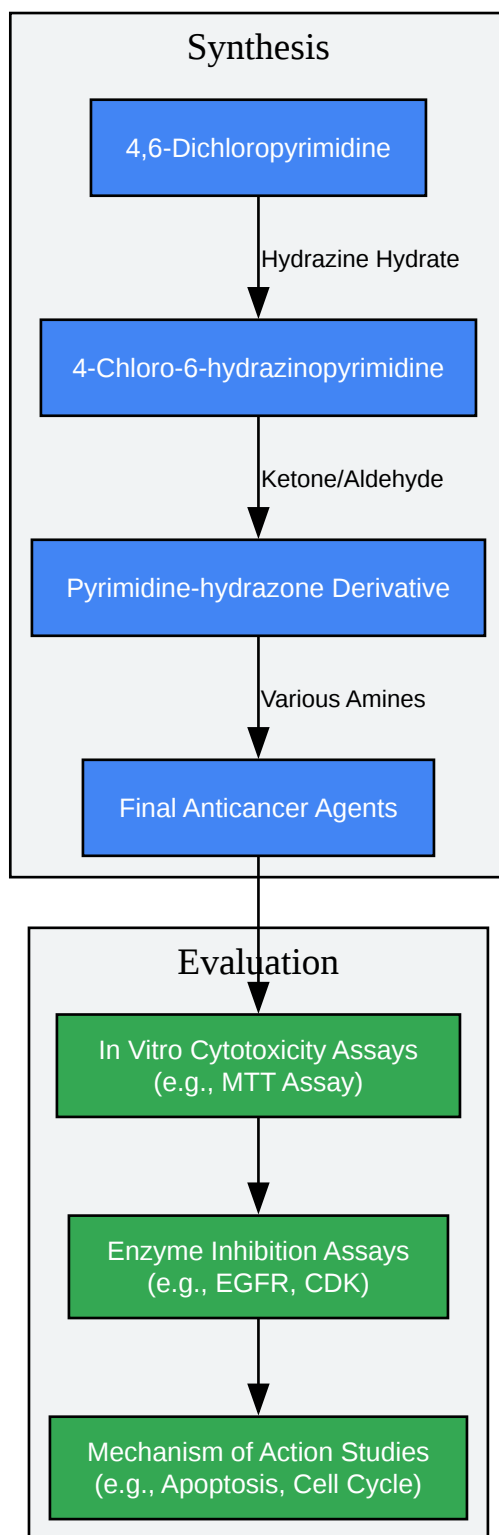 Synthesis
4,6-Dichloropyrimidine
Hydrazine Hydrate
4-Chloro-6-hydrazinopyrimidine
Ketone/Aldehyde
Pyrimidine-hydrazone Derivative
Various Amines
Final Anticancer Agents
Evaluation
In Vitro Cytotoxicity Assays
(e.g., MTT Assay)
Enzyme Inhibition Assays
(e.g., EGFR, CDK)
Mechanism of Action Studies
(e.g., Apoptosis, Cell Cycle)